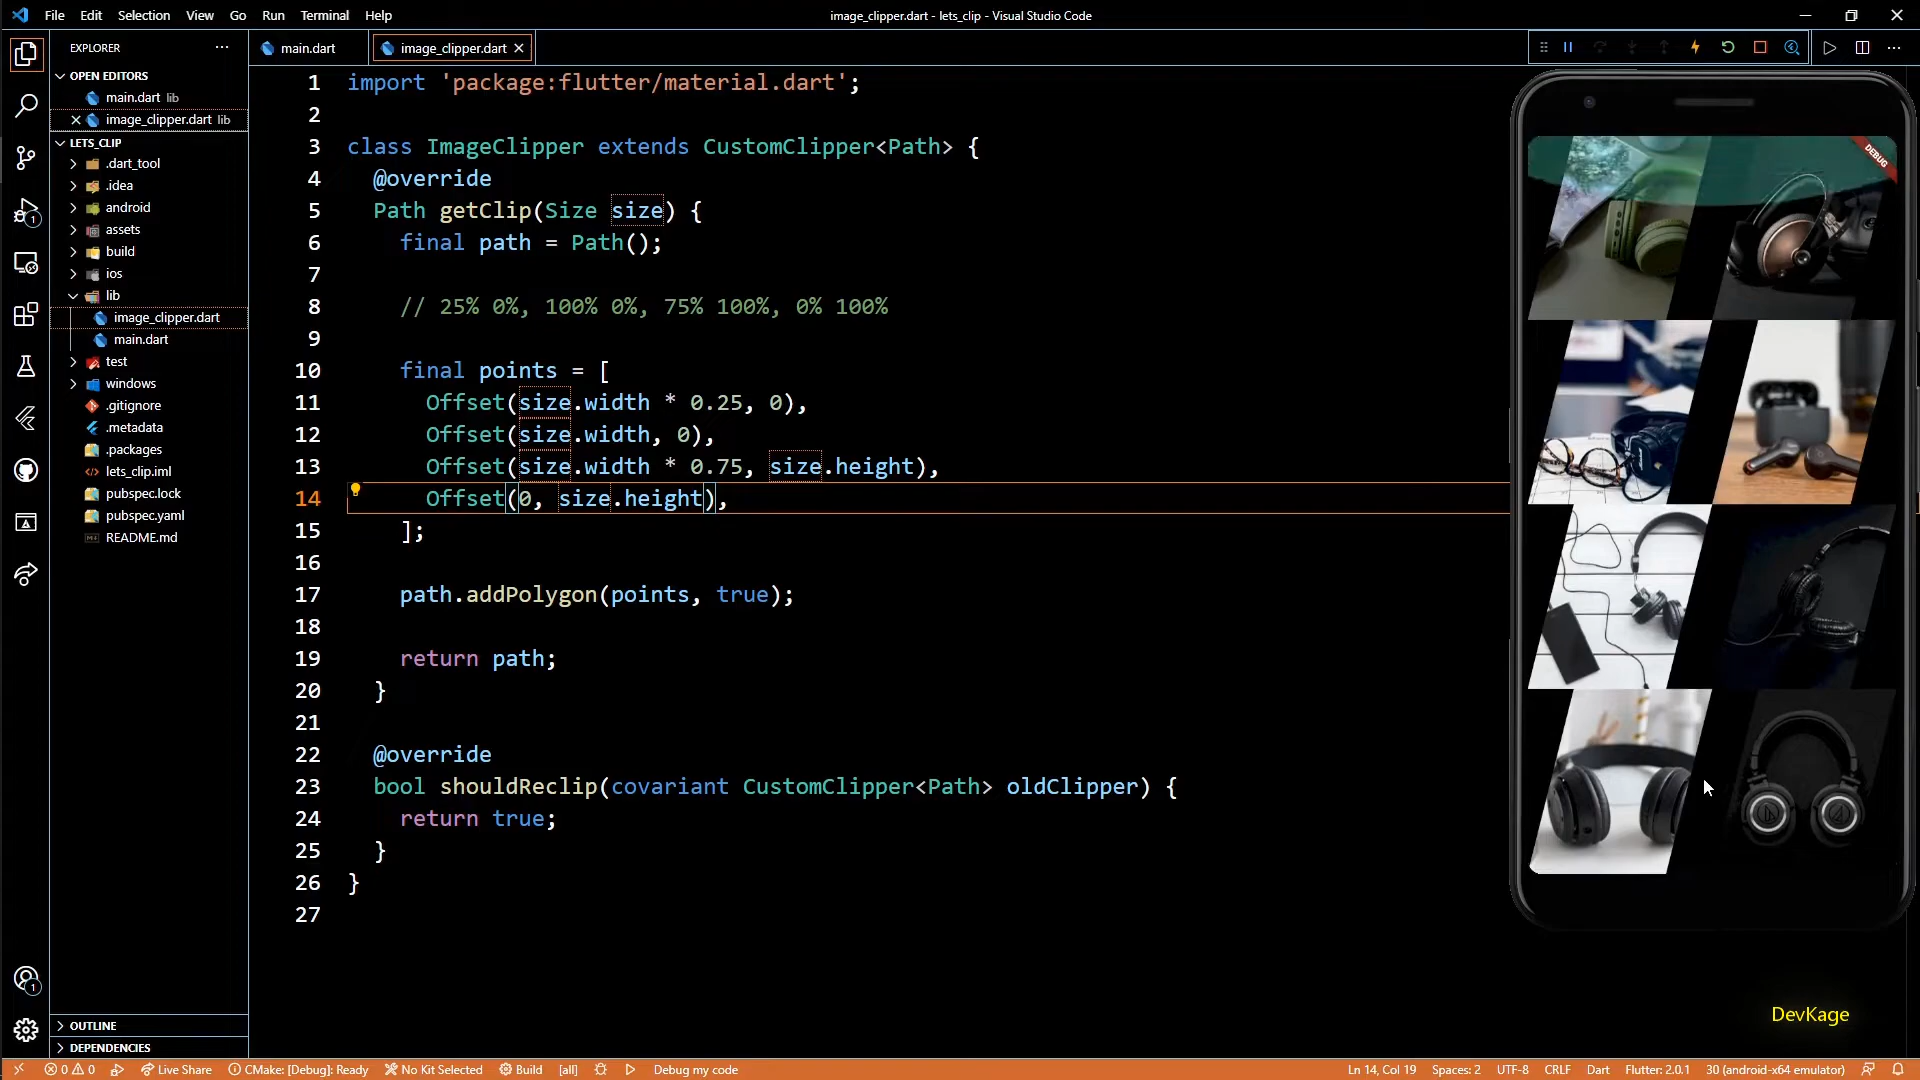 File Edit Selection View Go Run Terminal Help
image_clipper.dart - lets_clip - Visual Studio Code
EXPLORER
OPEN EDITORS
main.dart lib
image_clipper.dart lib
LETS_CLIP
.dart_tool
.idea
android
assets
build
ios
lib
image_clipper.dart
main.dart
test
windows
.gitignore
.metadata
.packages
lets_clip.iml
pubspec.lock
pubspec.yaml
README.md
OUTLINE
DEPENDENCIES
1
1
main.dart
image_clipper.dart
1 import 'package:flutter/material.dart';
2
3 class ImageClipper extends CustomClipper<Path> {
4 @override
5 Path getClip(Size size) {
6 final path = Path();
7
8 // 25% 0%, 100% 0%, 75% 100%, 0% 100%
9
10 final points = [
11 Offset(size.width * 0.25, 0),
12 Offset(size.width, 0),
13 Offset(size.width * 0.75, size.height),
14 Offset(0, size.height),
15 ];
16
17 path.addPolygon(points, true);
18
19 return path;
20 }
21
22 @override
23 bool shouldReclip(covariant CustomClipper<Path> oldClipper) {
24 return true;
25 }
26 }
27
DEBUG
DevKage
0 0 Live Share CMake: [Debug]: Ready No Kit Selected Build [all] Debug my code
Ln 14, Col 19 Spaces: 2 UTF-8 CRLF Dart Flutter: 2.0.1 30 (android-x64 emulator)